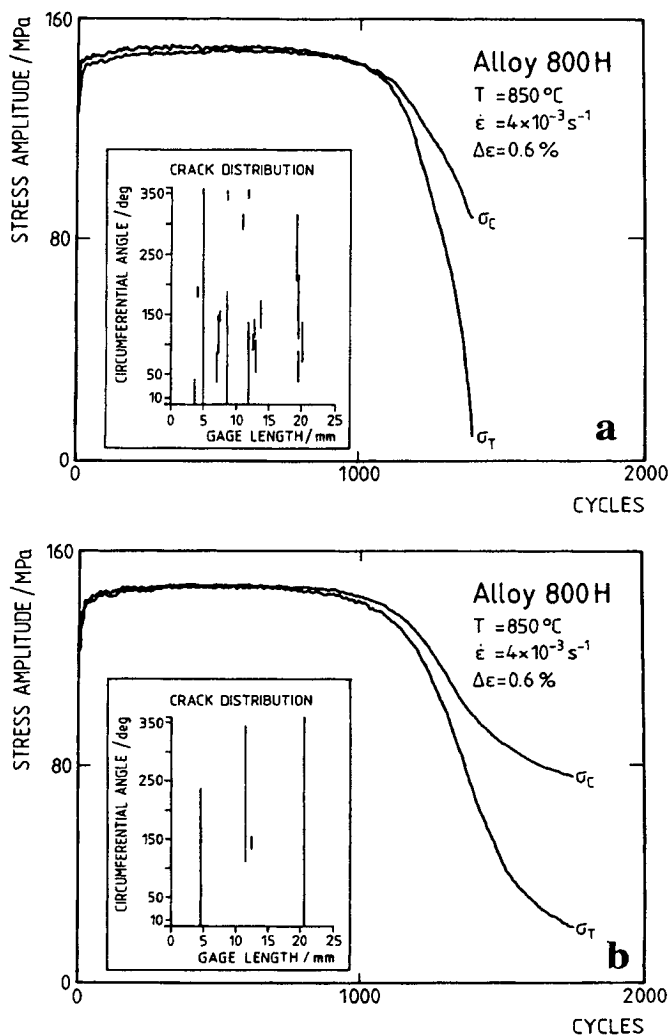 160
STRESS AMPLITUDE / MPa
80
0
Alloy 800H
T = 850 °C
ε̇ = 4×10⁻³ s⁻¹
Δε = 0.6 %
CRACK DISTRIBUTION
CIRCUMFERENTIAL ANGLE / deg
350
250
150
50
10
0 5 10 15 20 25
GAGE LENGTH / mm
σC
σT
a
0 1000 2000
CYCLES
160
STRESS AMPLITUDE / MPa
80
0
Alloy 800H
T = 850 °C
ε̇ = 4×10⁻³ s⁻¹
Δε = 0.6 %
CRACK DISTRIBUTION
CIRCUMFERENTIAL ANGLE / deg
350
250
150
50
10
0 5 10 15 20 25
GAGE LENGTH / mm
σC
σT
b
0 1000 2000
CYCLES